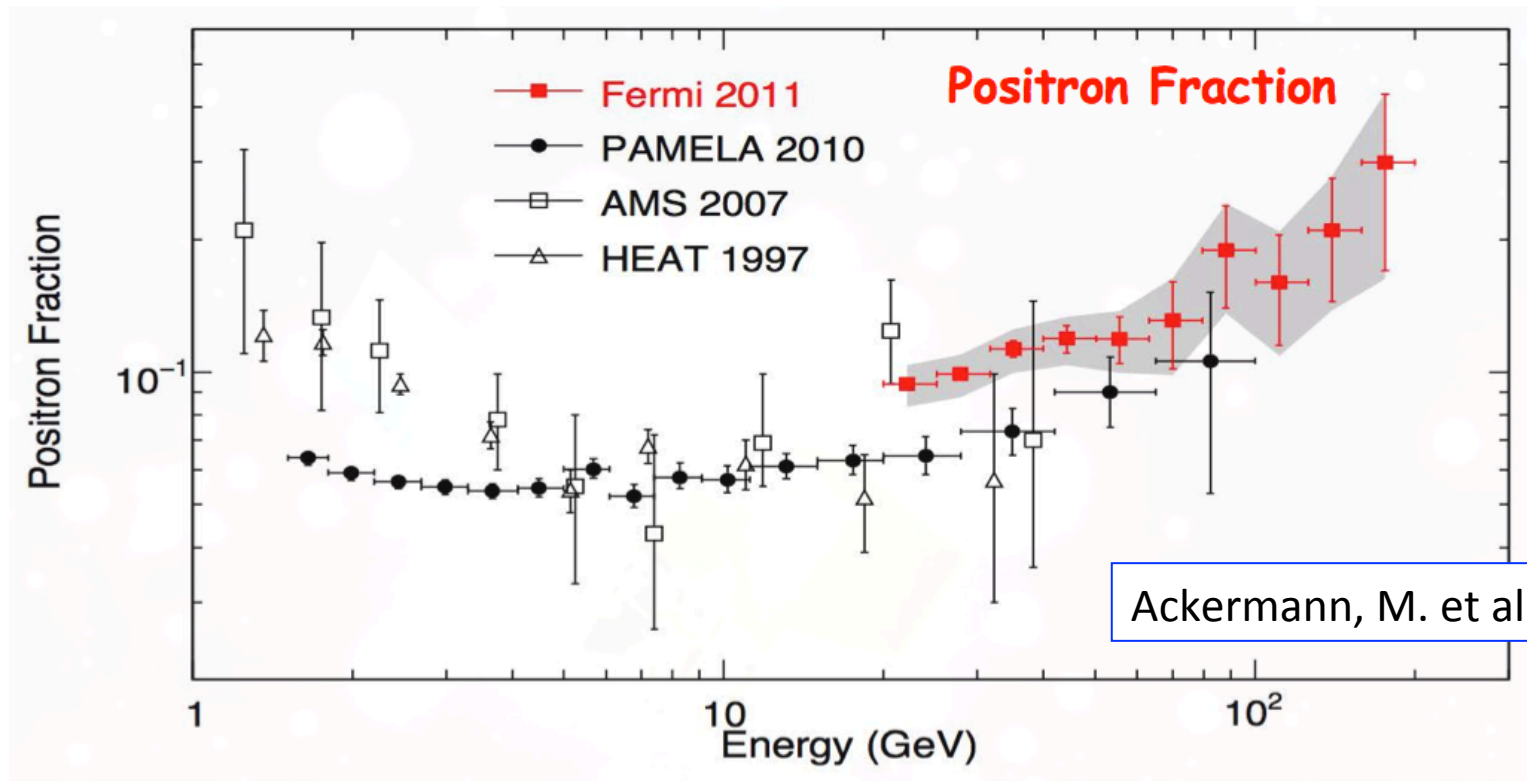 Positron Fraction
Fermi 2011
PAMELA 2010
AMS 2007
HEAT 1997
Positron Fraction
10⁻¹
Ackermann, M. et al
1
10
10²
Energy (GeV)